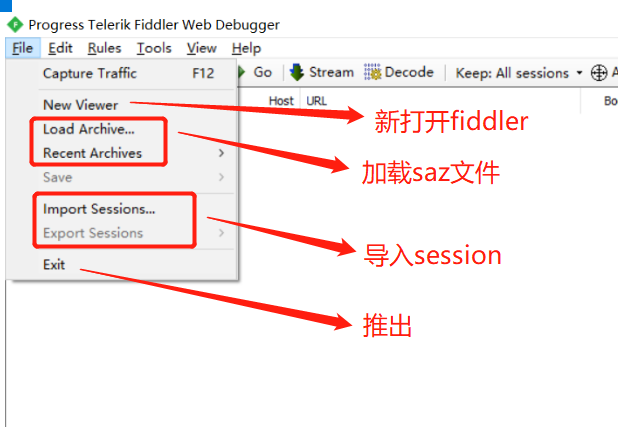 Progress Telerik Fiddler Web Debugger
File Edit Rules Tools View Help
Capture Traffic F12 Go Stream Decode Keep: All sessions A
Host URL Bo
New Viewer
新打开fiddler
Load Archive...
Recent Archives
加载saz文件
Save
Import Sessions...
Export Sessions
导入session
Exit
推出